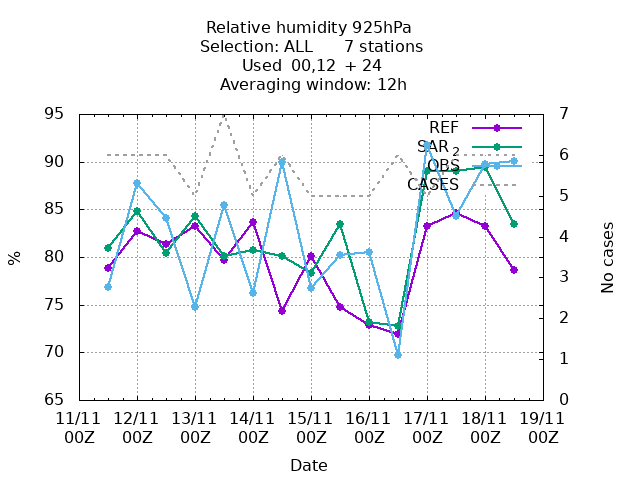 Relative humidity 925hPa
Selection: ALL 7 stations
Used 00,12 + 24
Averaging window: 12h
95 7
REF
SAR 2
90 OBS 6
CASES
85 5
80 4
% No cases
75 3
70 2
1
65 0
11/11 12/11 13/11 14/11 15/11 16/11 17/11 18/11 19/11
00Z 00Z 00Z 00Z 00Z 00Z 00Z 00Z 00Z
Date